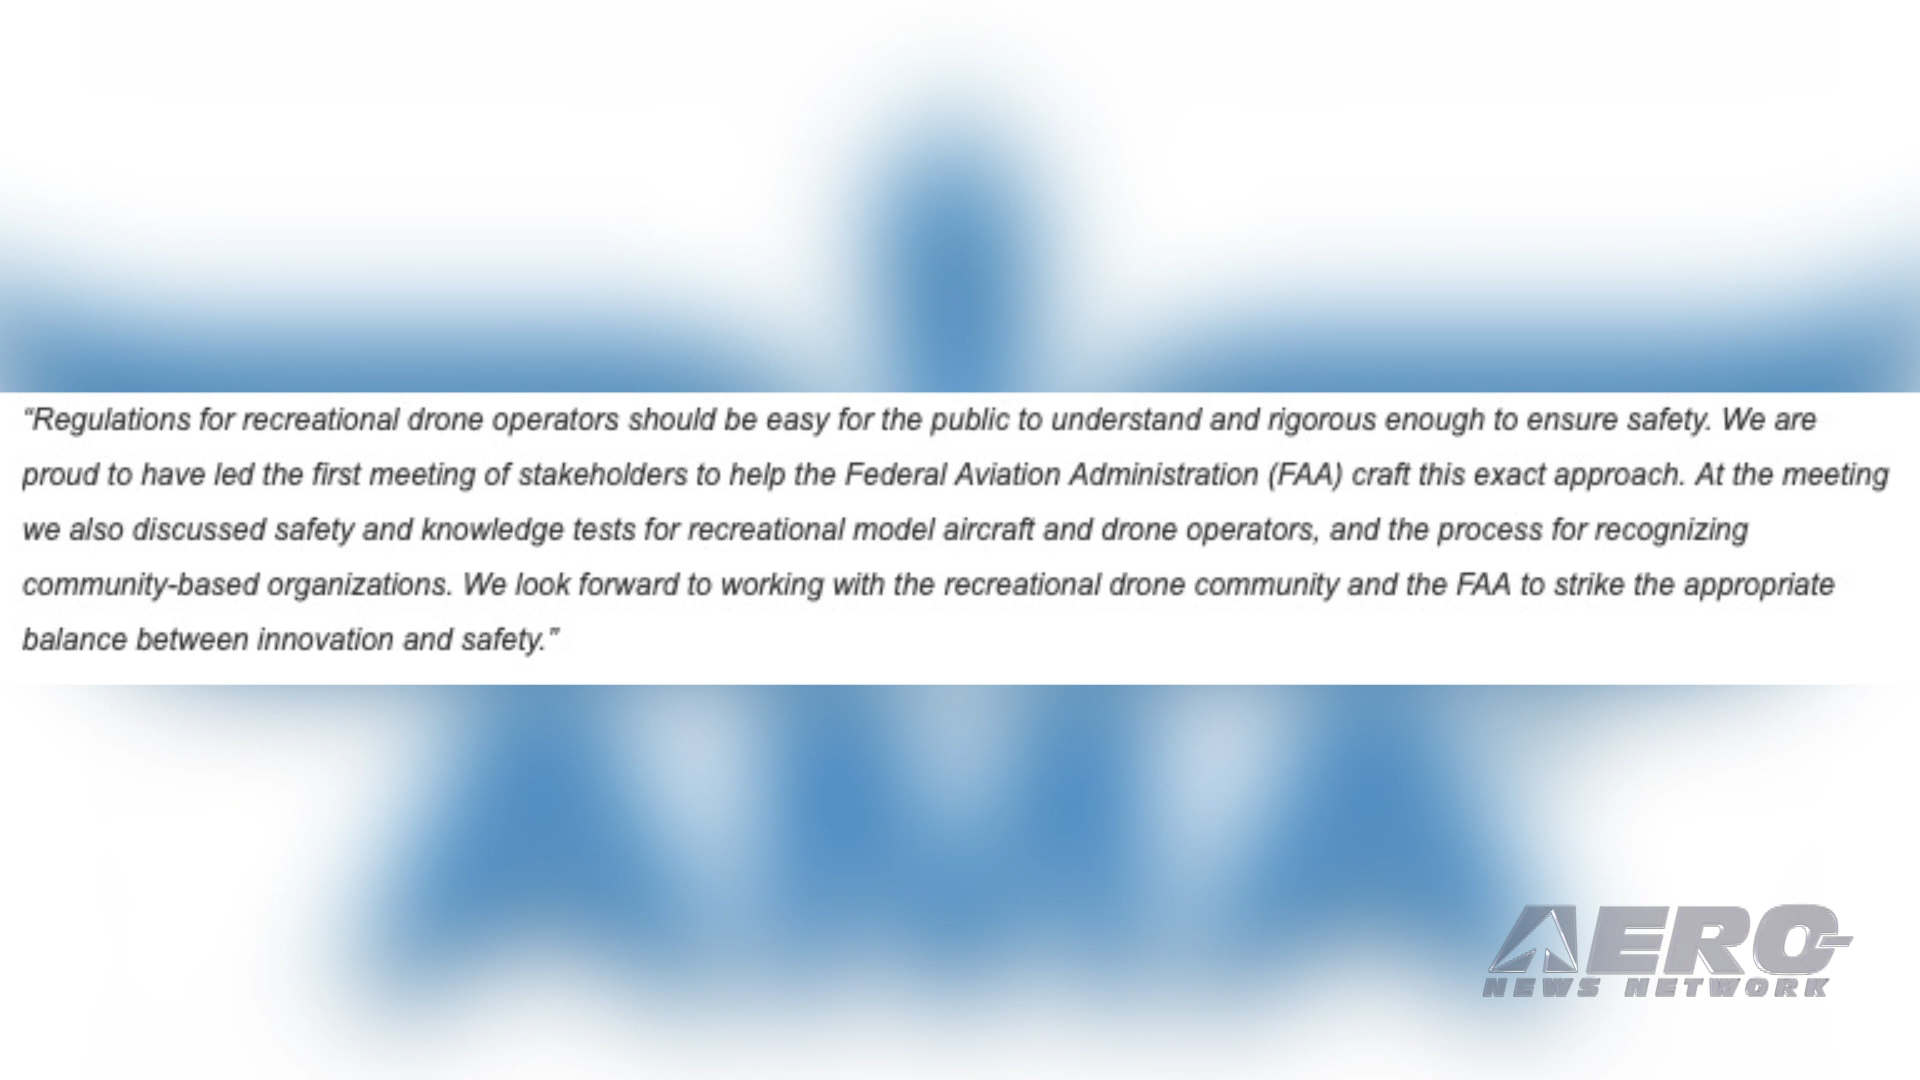 “Regulations for recreational drone operators should be easy for the public to understand and rigorous enough to ensure safety. We are
proud to have led the first meeting of stakeholders to help the Federal Aviation Administration (FAA) craft this exact approach. At the meeting
we also discussed safety and knowledge tests for recreational model aircraft and drone operators, and the process for recognizing
community-based organizations. We look forward to working with the recreational drone community and the FAA to strike the appropriate
balance between innovation and safety.”
AERO-
NEWS NETWORK